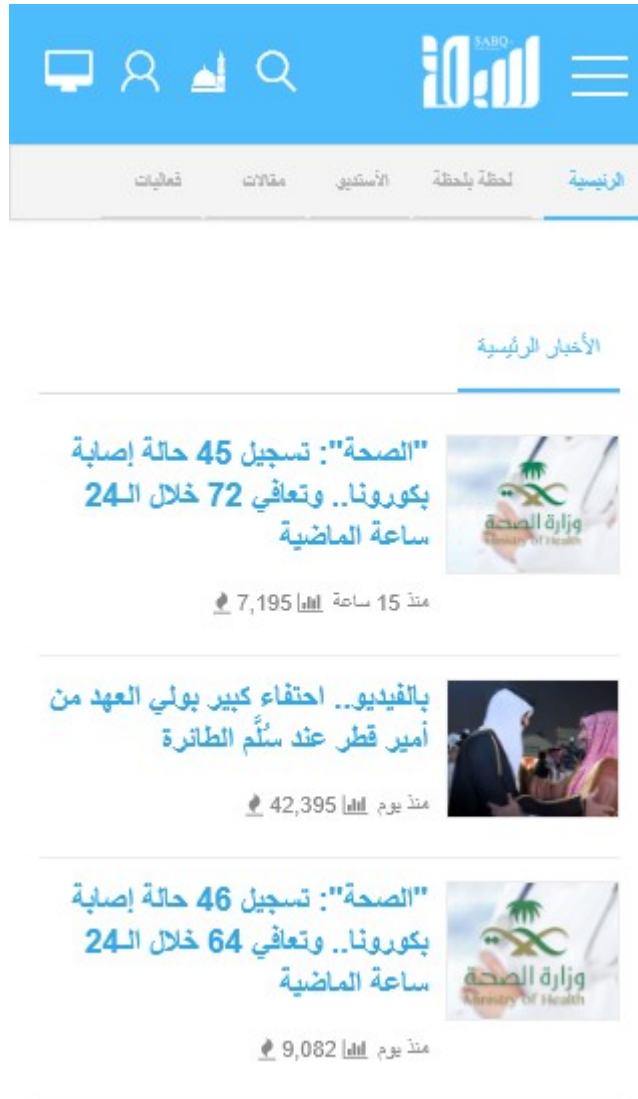 SABQ
سبق
الرئيسية
لحظة بلحظة
الأستديو
مقالات
فعاليات
الأخبار الرئيسية
"الصحة": تسجيل 45 حالة إصابة
بكورونا.. وتعافي 72 خلال الـ24
ساعة الماضية
منذ 15 ساعة 7,195
وزارة الصحة
Ministry of Health
بالفيديو.. احتفاء كبير بولي العهد من
أمير قطر عند سُلَّم الطائرة
منذ يوم 42,395
"الصحة": تسجيل 46 حالة إصابة
بكورونا.. وتعافي 64 خلال الـ24
ساعة الماضية
منذ يوم 9,082
وزارة الصحة
Ministry of Health